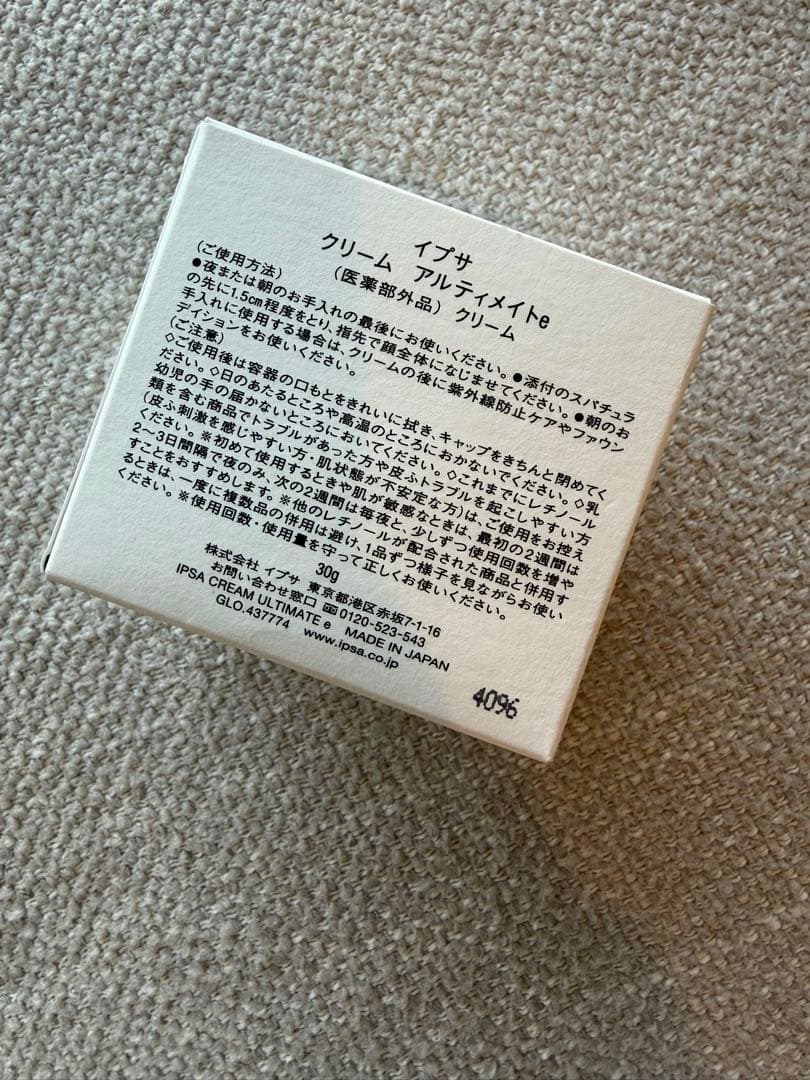 イプサ
クリーム アルティメイトe
(医薬部外品) クリーム
(ご使用方法)
●夜または朝のお手入れの最後にお使いください。●添付のスパチュラ
の先に1.5cm程度をとり、指先で顔全体になじませてください。●朝のお
手入れに使用する場合は、クリームの後に紫外線防止ケアやファウン
デイションをお使いください。
(ご注意)
◇ご使用後は容器の口もとをきれいに拭き、キャップをきちんと閉めてく
ださい。◇日のあたるところや高温のところにおかないでください。◇乳
幼児の手の届かないところにおいてください。◇これまでにレチノール
類を含む商品でトラブルがあった方や皮ふトラブルを起こしやすい方
(皮ふ刺激を感じやすい方・肌状態が不安定な方)は、ご使用をお控え
ください。※初めて使用するときや肌が敏感なときは、最初の2週間は
2〜3日間隔で夜のみ、次の2週間は毎夜と、少しずつ使用回数を増や
すことをおすすめします。※他のレチノールが配合された商品と併用す
るときは、一度に複数品の併用は避け、1品ずつ様子を見ながらお使い
ください。※使用回数・使用量を守って正しくお使いください。
30g
株式会社 イプサ 東京都港区赤坂7-1-16
お問い合わせ窓口 0120-523-543
IPSA CREAM ULTIMATE e MADE IN JAPAN
GLO.437774 www.ipsa.co.jp
4096